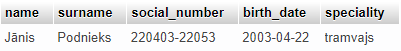 name surname social_number birth_date speciality
Jānis Podnieks 220403-22053 2003-04-22 tramvajs